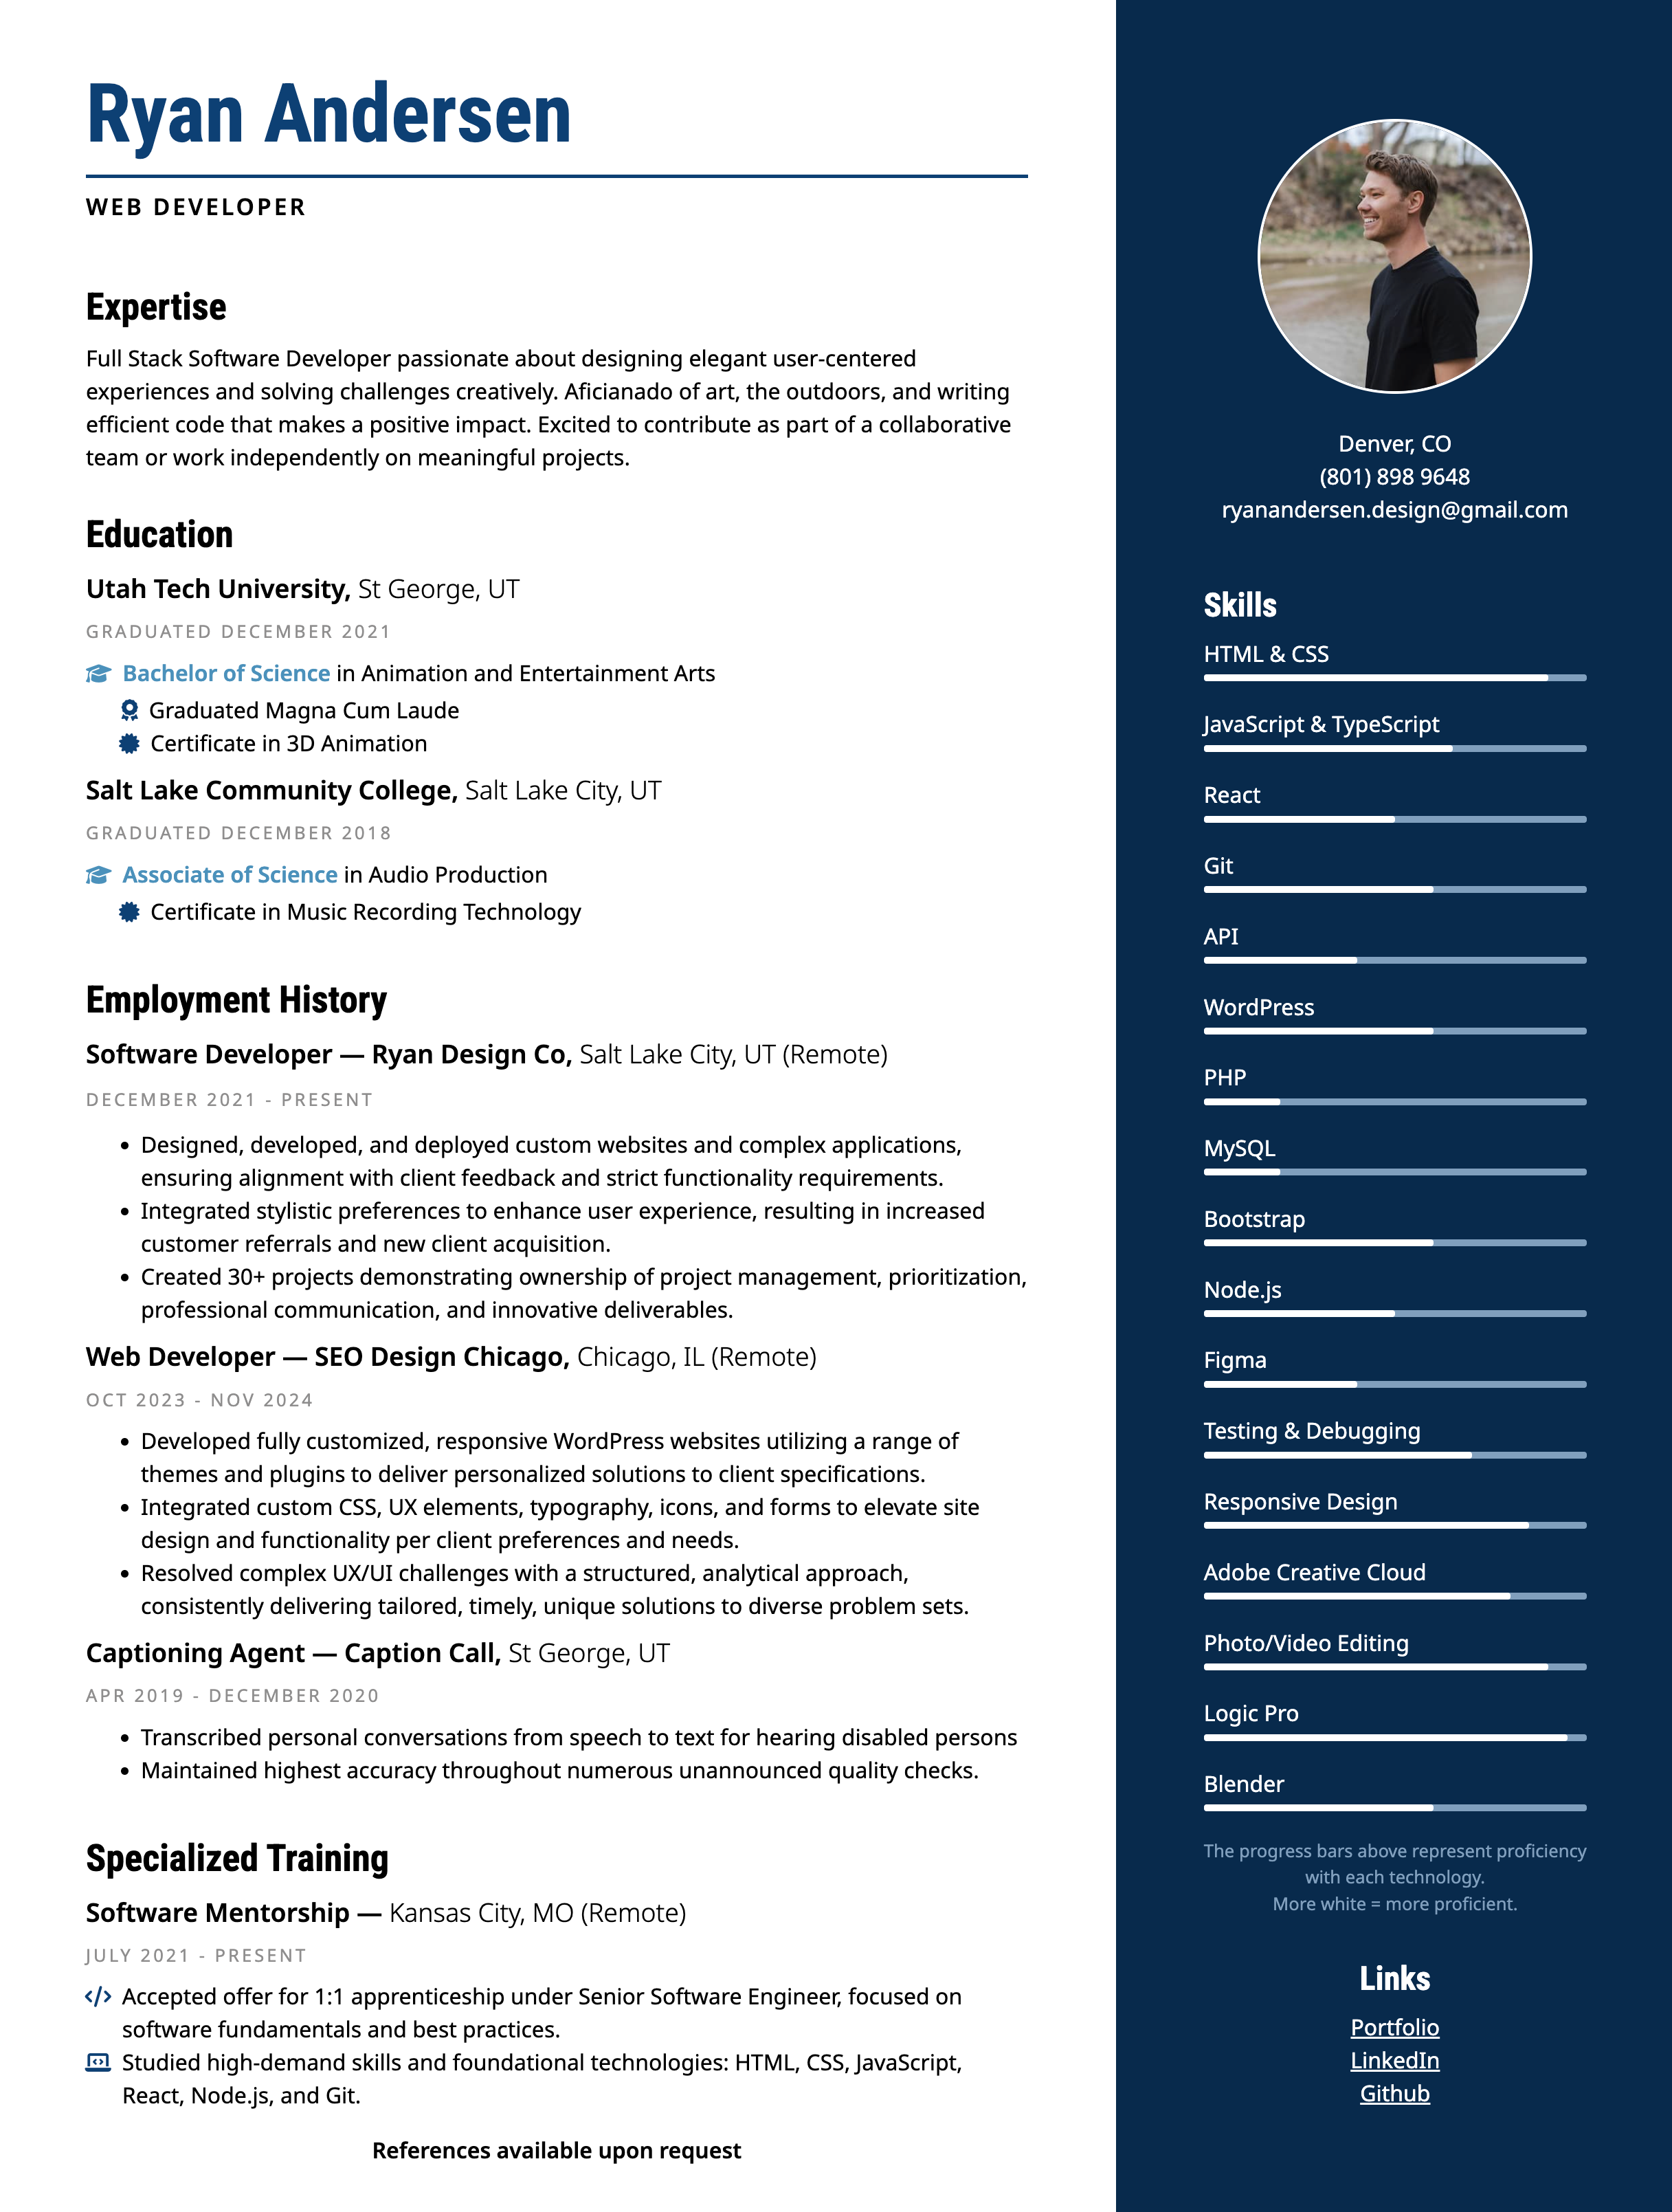 Ryan Andersen
WEB DEVELOPER
Expertise
Full Stack Software Developer passionate about designing elegant user-centered
experiences and solving challenges creatively. Aficianado of art, the outdoors, and writing
efficient code that makes a positive impact. Excited to contribute as part of a collaborative
team or work independently on meaningful projects.
Education
Utah Tech University, St George, UT
GRADUATED DECEMBER 2021
Bachelor of Science in Animation and Entertainment Arts
Graduated Magna Cum Laude
Certificate in 3D Animation
Salt Lake Community College, Salt Lake City, UT
GRADUATED DECEMBER 2018
Associate of Science in Audio Production
Certificate in Music Recording Technology
Employment History
Software Developer — Ryan Design Co, Salt Lake City, UT (Remote)
DECEMBER 2021 - PRESENT
• Designed, developed, and deployed custom websites and complex applications,
ensuring alignment with client feedback and strict functionality requirements.
• Integrated stylistic preferences to enhance user experience, resulting in increased
customer referrals and new client acquisition.
• Created 30+ projects demonstrating ownership of project management, prioritization,
professional communication, and innovative deliverables.
Web Developer — SEO Design Chicago, Chicago, IL (Remote)
OCT 2023 - NOV 2024
• Developed fully customized, responsive WordPress websites utilizing a range of
themes and plugins to deliver personalized solutions to client specifications.
• Integrated custom CSS, UX elements, typography, icons, and forms to elevate site
design and functionality per client preferences and needs.
• Resolved complex UX/UI challenges with a structured, analytical approach,
consistently delivering tailored, timely, unique solutions to diverse problem sets.
Captioning Agent — Caption Call, St George, UT
APR 2019 - DECEMBER 2020
• Transcribed personal conversations from speech to text for hearing disabled persons
• Maintained highest accuracy throughout numerous unannounced quality checks.
Specialized Training
Software Mentorship — Kansas City, MO (Remote)
JULY 2021 - PRESENT
Accepted offer for 1:1 apprenticeship under Senior Software Engineer, focused on
software fundamentals and best practices.
Studied high-demand skills and foundational technologies: HTML, CSS, JavaScript,
React, Node.js, and Git.
References available upon request
Denver, CO
(801) 898 9648
ryanandersen.design@gmail.com
Skills
HTML & CSS
JavaScript & TypeScript
React
Git
API
WordPress
PHP
MySQL
Bootstrap
Node.js
Figma
Testing & Debugging
Responsive Design
Adobe Creative Cloud
Photo/Video Editing
Logic Pro
Blender
The progress bars above represent proficiency
with each technology.
More white = more proficient.
Links
Portfolio
LinkedIn
Github